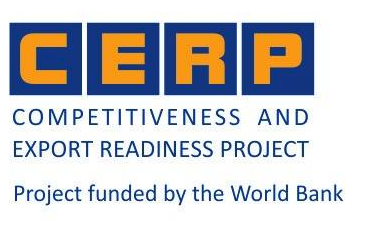 CERP
COMPETITIVENESS AND
EXPORT READINESS PROJECT
Project funded by the World Bank